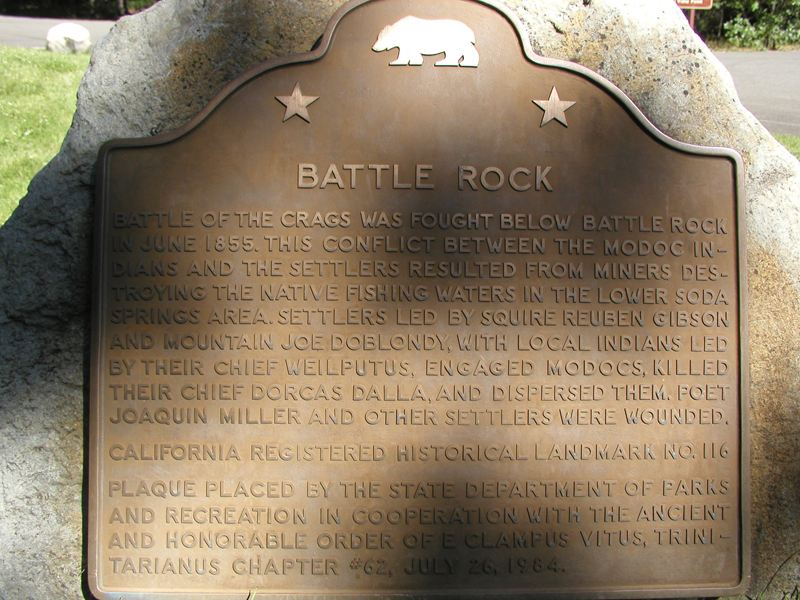 BATTLE ROCK
BATTLE OF THE CRAGS WAS FOUGHT BELOW BATTLE ROCK
IN JUNE 1855. THIS CONFLICT BETWEEN THE MODOC IN-
DIANS AND THE SETTLERS RESULTED FROM MINERS DES-
TROYING THE NATIVE FISHING WATERS IN THE LOWER SODA
SPRINGS AREA. SETTLERS LED BY SQUIRE REUBEN GIBSON
AND MOUNTAIN JOE DOBLONDY, WITH LOCAL INDIANS LED
BY THEIR CHIEF WEILPUTUS, ENGAGED MODOCS, KILLED
THEIR CHIEF DORCAS DALLA, AND DISPERSED THEM. POET
JOAQUIN MILLER AND OTHER SETTLERS WERE WOUNDED.
CALIFORNIA REGISTERED HISTORICAL LANDMARK NO. 116
PLAQUE PLACED BY THE STATE DEPARTMENT OF PARKS
AND RECREATION IN COOPERATION WITH THE ANCIENT
AND HONORABLE ORDER OF E CLAMPUS VITUS, TRINI-
TARIANUS CHAPTER #62, JULY 26, 1984.